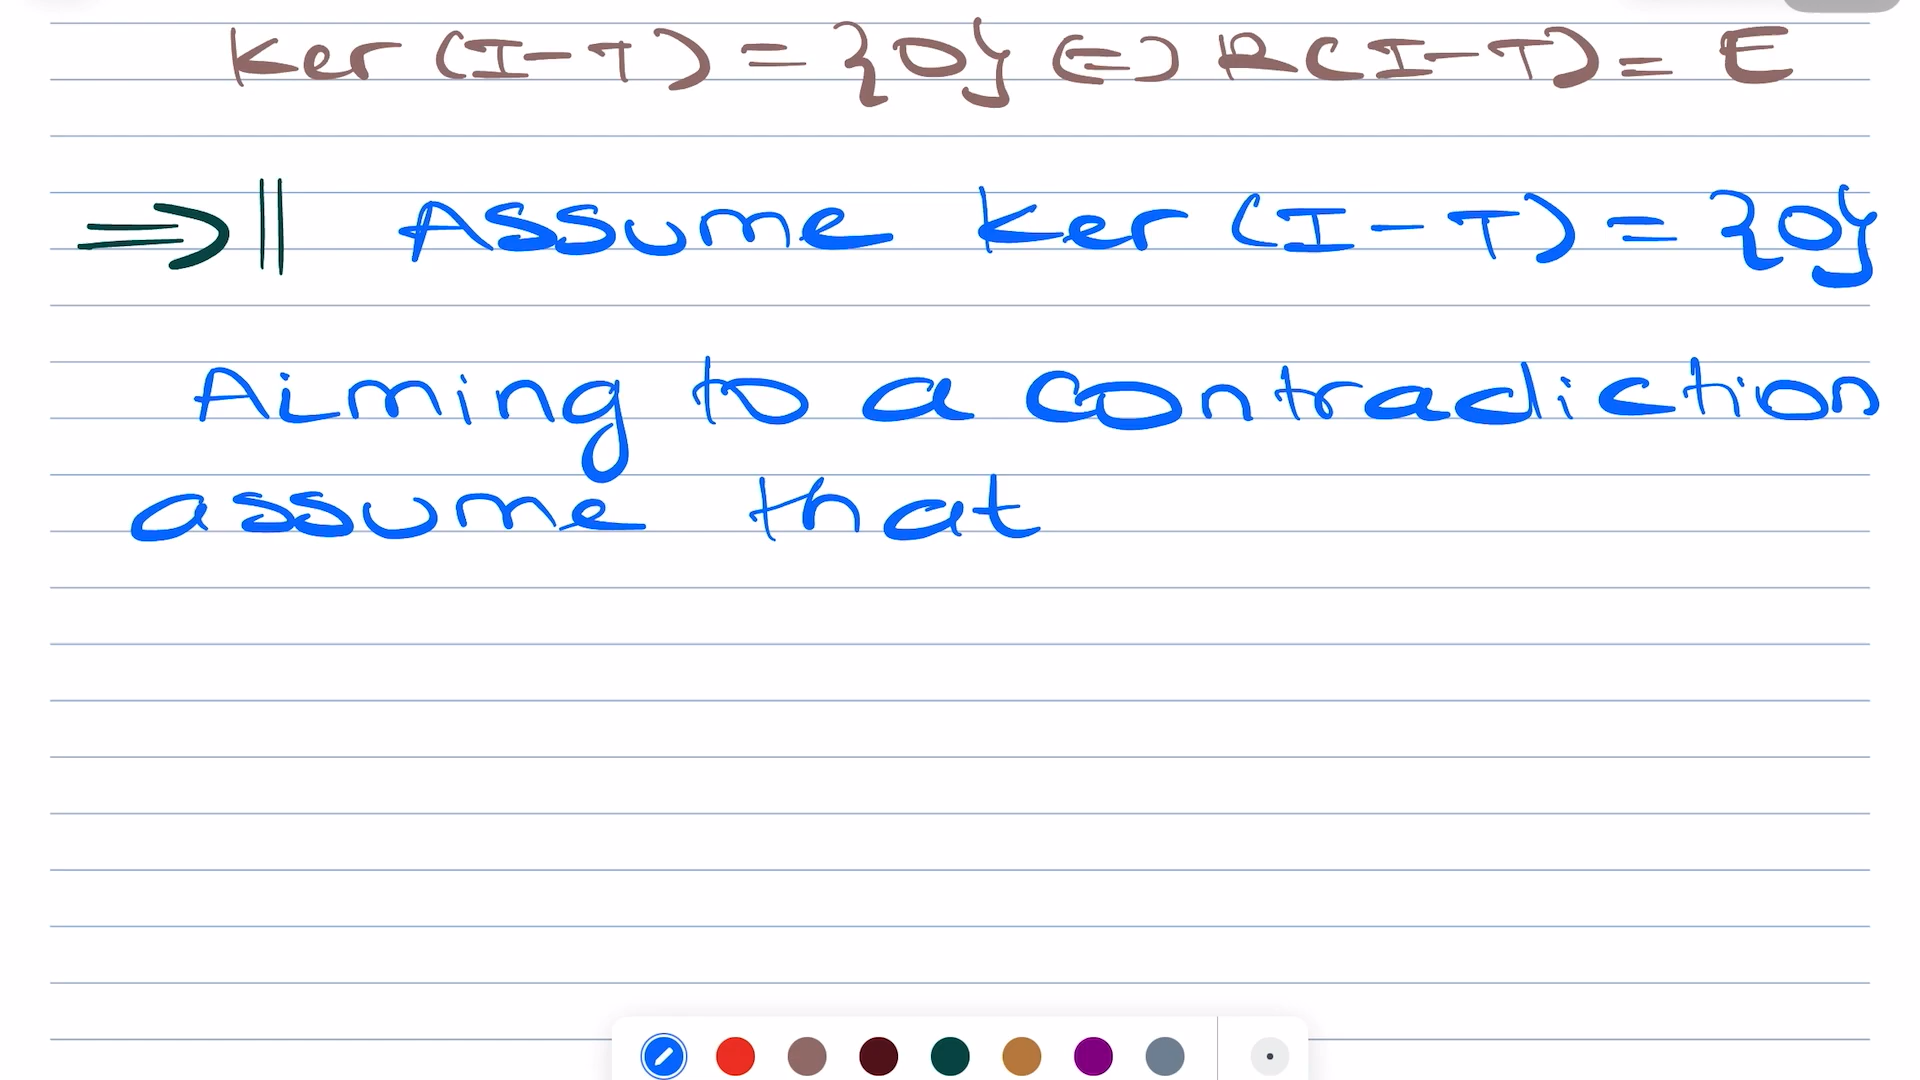 Ker (I-T) = {0} (=) R(I-T) = E
=>|| Assume Ker (I-T) = {0}
Aiming to a contradiction
assume that